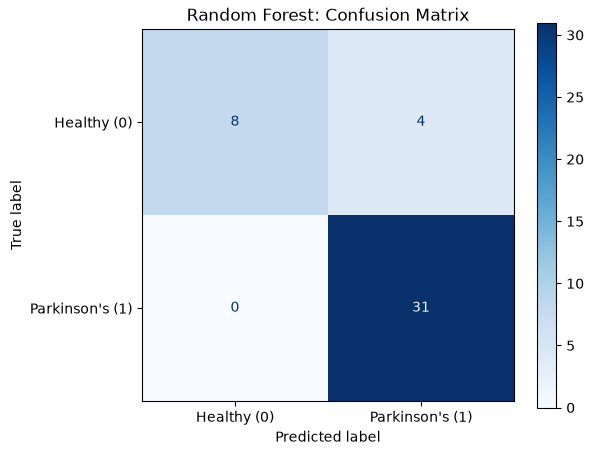 Random Forest: Confusion Matrix
True label
Healthy (0)
8
4
Parkinson's (1)
0
31
Healthy (0)
Parkinson's (1)
Predicted label
30
25
20
15
10
5
0